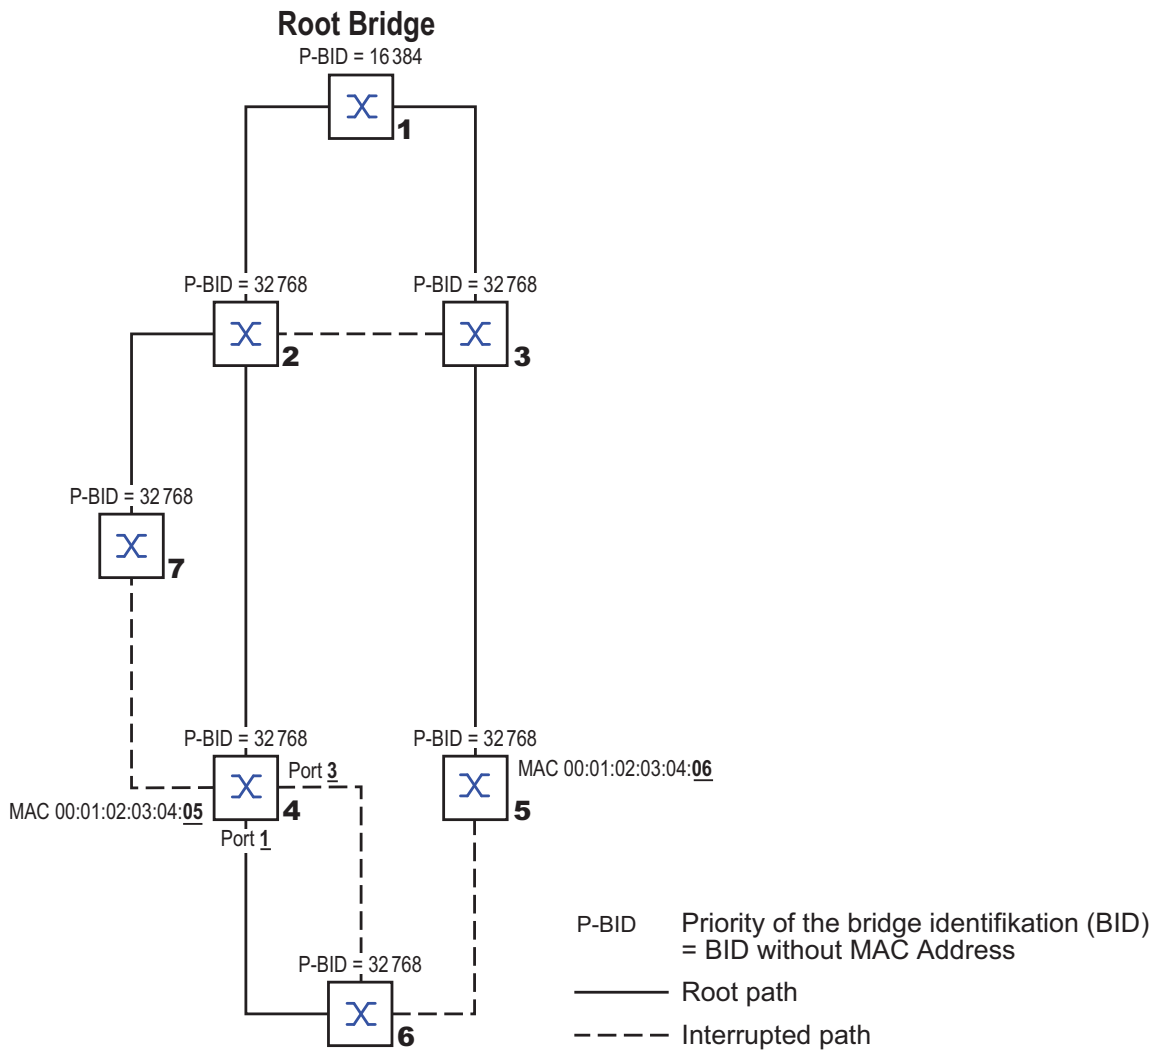 Root Bridge
P-BID = 16 384
1
P-BID = 32 768
P-BID = 32 768
2
3
P-BID = 32 768
7
P-BID = 32 768
P-BID = 32 768
Port 3
MAC 00:01:02:03:04:06
MAC 00:01:02:03:04:05
4
5
Port 1
P-BID = 32 768
6
P-BID Priority of the bridge identifikation (BID)
= BID without MAC Address
Root path
Interrupted path